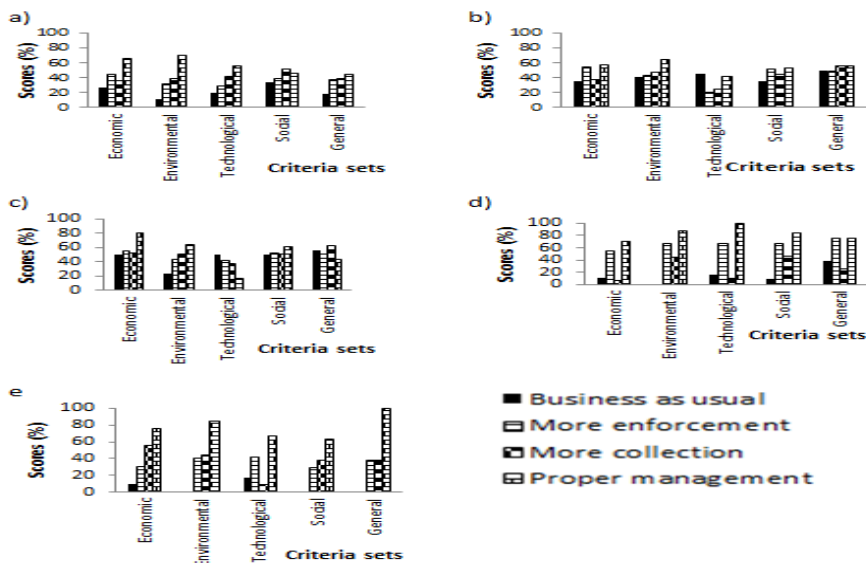 a)
Scores (%)
100
80
60
40
20
0
Economic
Environmental
Technological
Social
General
Criteria sets
b)
Scores (%)
100
80
60
40
20
0
Economic
Environmental
Technological
Social
General
Criteria sets
c)
Scores (%)
100
80
60
40
20
0
Economic
Environmental
Technological
Social
General
Criteria sets
d)
Scores (%)
100
80
60
40
20
0
Economic
Environmental
Technological
Social
General
Criteria sets
e
Scores (%)
100
80
60
40
20
0
Economic
Environmental
Technological
Social
General
Criteria sets
Business as usual
More enforcement
More collection
Proper management